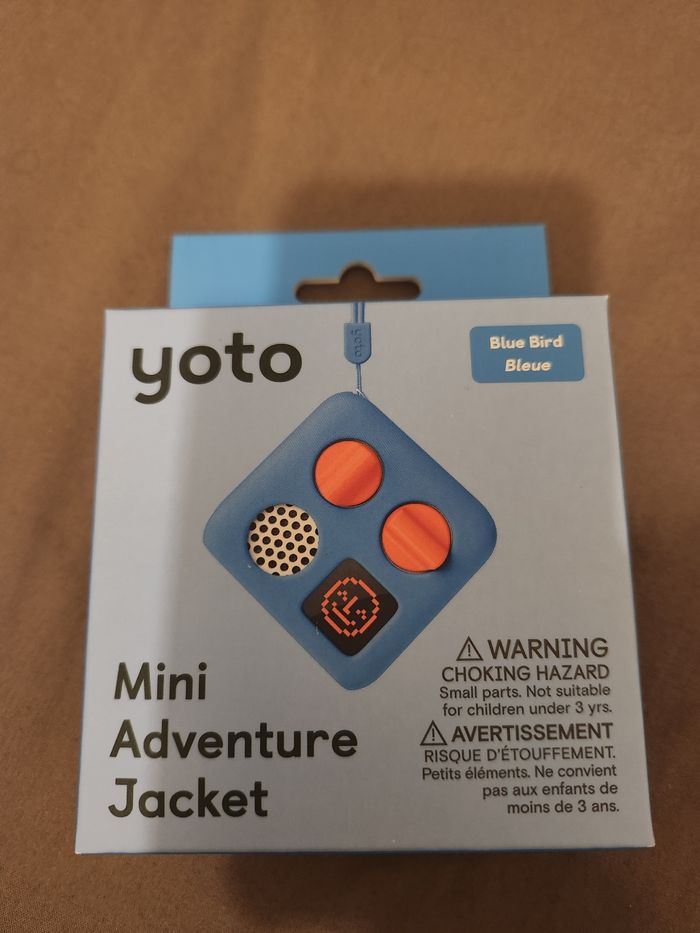 yoto
yoto
Blue Bird
Bleue
Mini
Adventure
Jacket
⚠ WARNING
CHOKING HAZARD
Small parts. Not suitable
for children under 3 yrs.
⚠ AVERTISSEMENT
RISQUE D'ÉTOUFFEMENT.
Petits éléments. Ne convient
pas aux enfants de
moins de 3 ans.